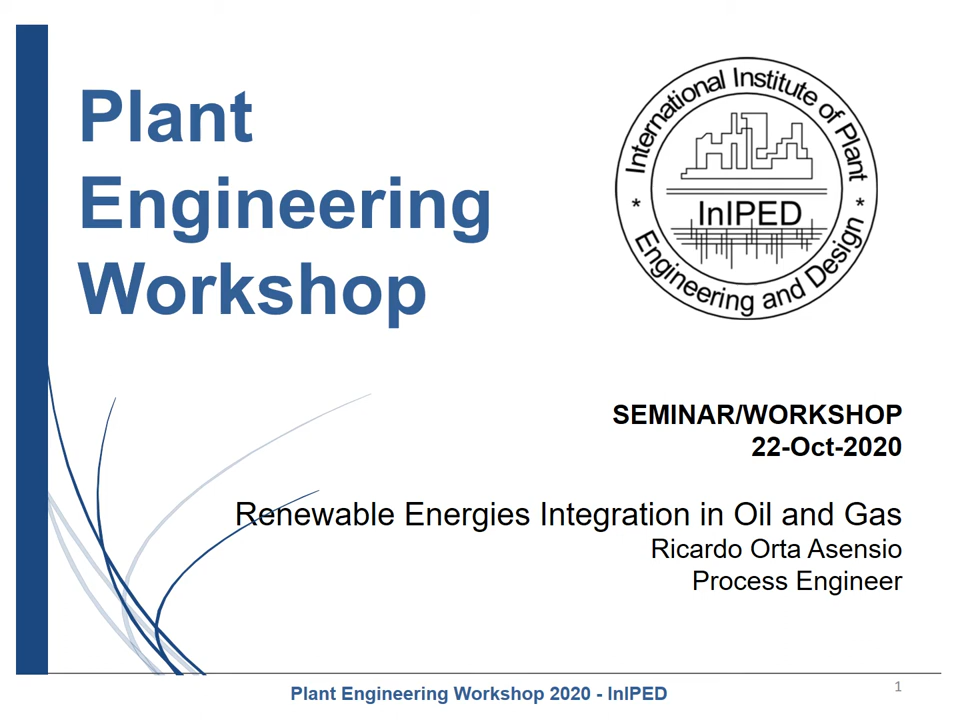 Plant
Engineering
Workshop
International Institute of Plant
* InIPED *
Engineering and Design
SEMINAR/WORKSHOP
22-Oct-2020
Renewable Energies Integration in Oil and Gas
Ricardo Orta Asensio
Process Engineer
Plant Engineering Workshop 2020 - InIPED
1